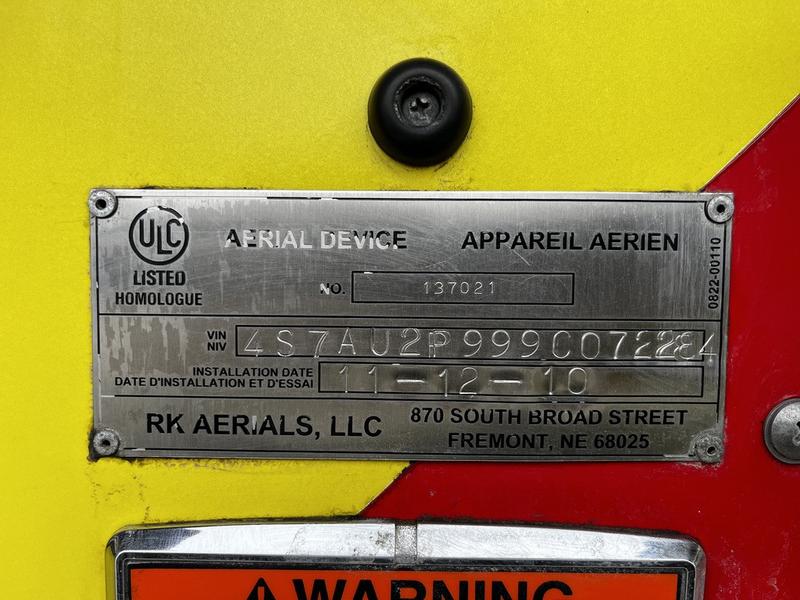 ULC
LISTED
HOMOLOGUE
AERIAL DEVICE APPAREIL AERIEN
NO. 137021
0822-00110
VIN
NIV
4S7AU2P999C072284
INSTALLATION DATE
DATE D'INSTALLATION ET D'ESSAI
11-12-10
RK AERIALS, LLC
870 SOUTH BROAD STREET
FREMONT, NE 68025
WARNING